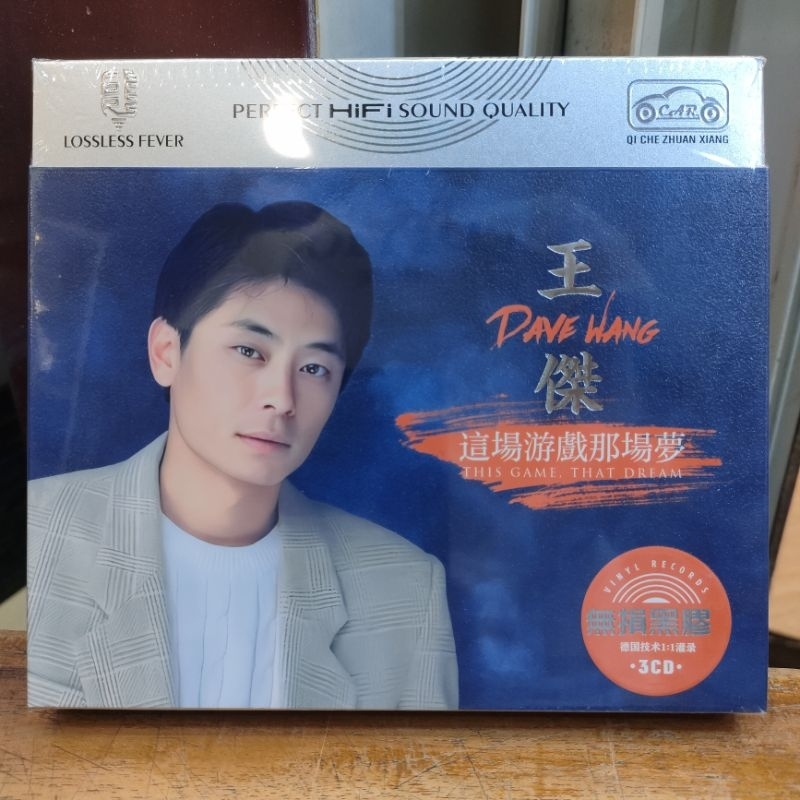 LOSSLESS FEVER
PERFECT HiFi SOUND QUALITY
CAR
QI CHE ZHUAN XIANG
王
DAVE WANG
傑
這場游戲那場夢
THIS GAME, THAT DREAM
VINYL RECORDS
無損黑膠
德国技术1:1灌录
·3CD·